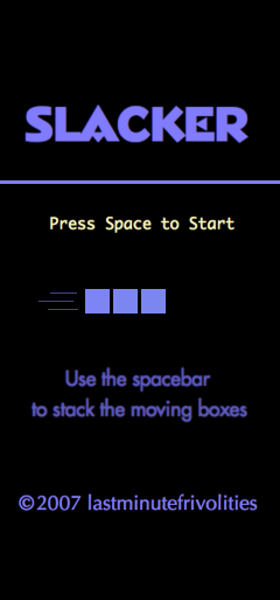 SLACKER
Press Space to Start
Use the spacebar
to stack the moving boxes
©2007 lastminutefrivolities